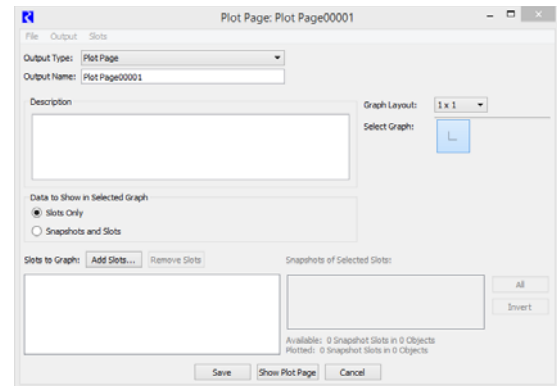 Plot Page: Plot Page00001
File Output Slots
Output Type: Plot Page
Output Name: Plot Page00001
Description
Graph Layout: 1 x 1
Select Graph:
Data to Show in Selected Graph
Slots Only
Snapshots and Slots
Slots to Graph: Add Slots... Remove Slots Snapshots of Selected Slots:
All
Invert
Available: 0 Snapshot Slots in 0 Objects
Plotted: 0 Snapshot Slots in 0 Objects
Save Show Plot Page Cancel